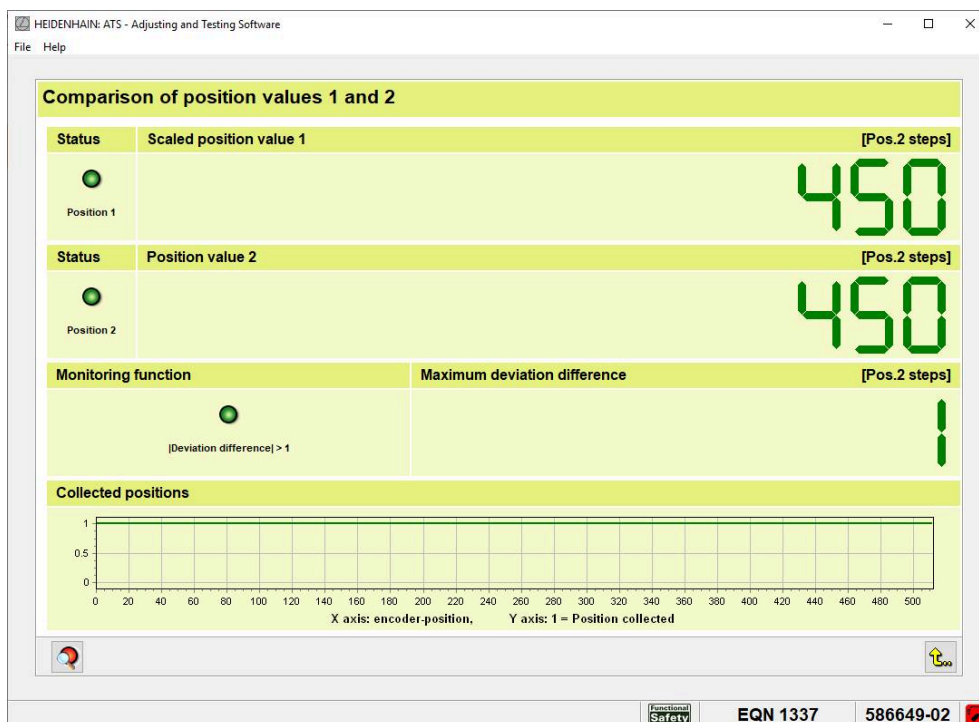 HEIDENHAIN: ATS - Adjusting and Testing Software
File Help
Comparison of position values 1 and 2
Status Scaled position value 1 [Pos.2 steps]
450
Position 1
Status Position value 2 [Pos.2 steps]
450
Position 2
Monitoring function Maximum deviation difference [Pos.2 steps]
1
|Deviation difference| > 1
Collected positions
1
0.5
0
0 20 40 60 80 100 120 140 160 180 200 220 240 260 280 300 320 340 360 380 400 420 440 460 480 500
X axis: encoder-position, Y axis: 1 = Position collected
Functional
Safety EQN 1337 586649-02